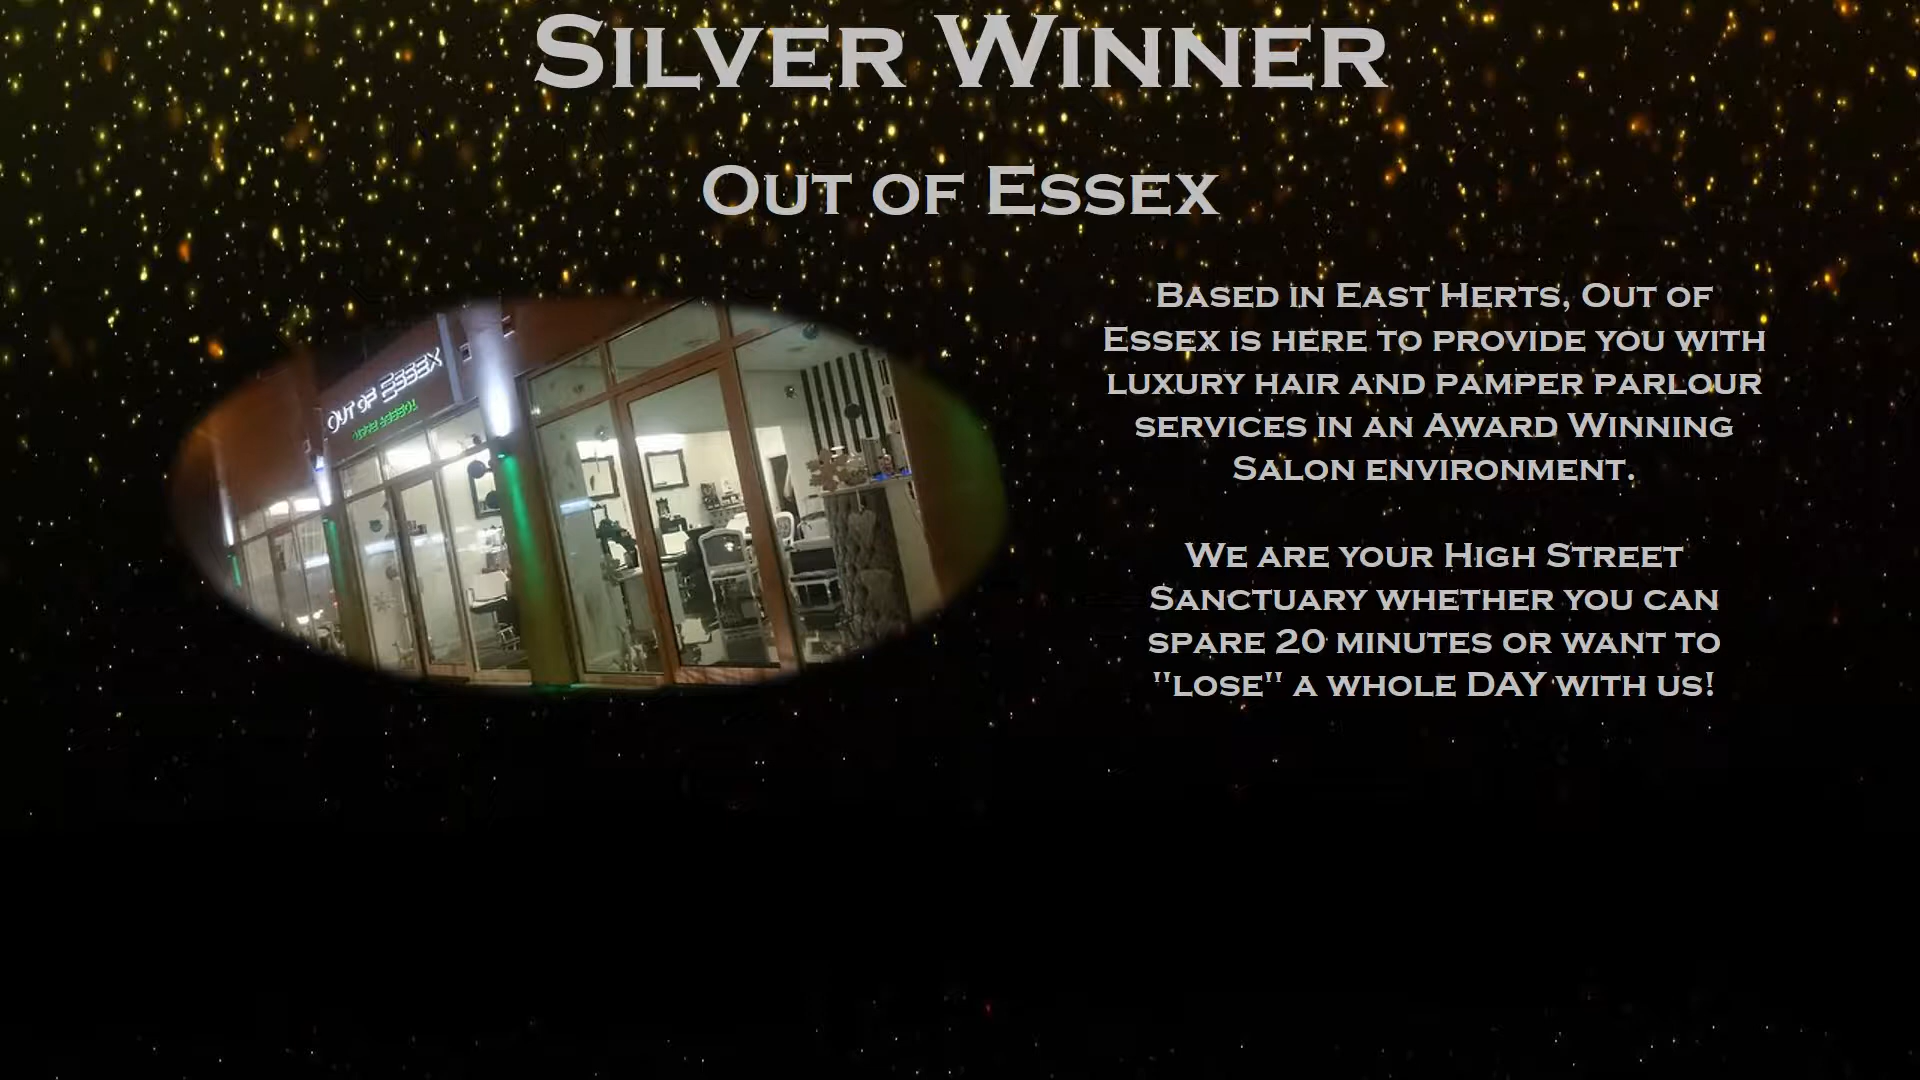 Silver Winner
Out of Essex
Based in East Herts, Out of
Essex is here to provide you with
luxury hair and pamper parlour
services in an Award Winning
Salon environment.
We are your High Street
Sanctuary whether you can
spare 20 minutes or want to
"lose" a whole DAY with us!
Out of Essex